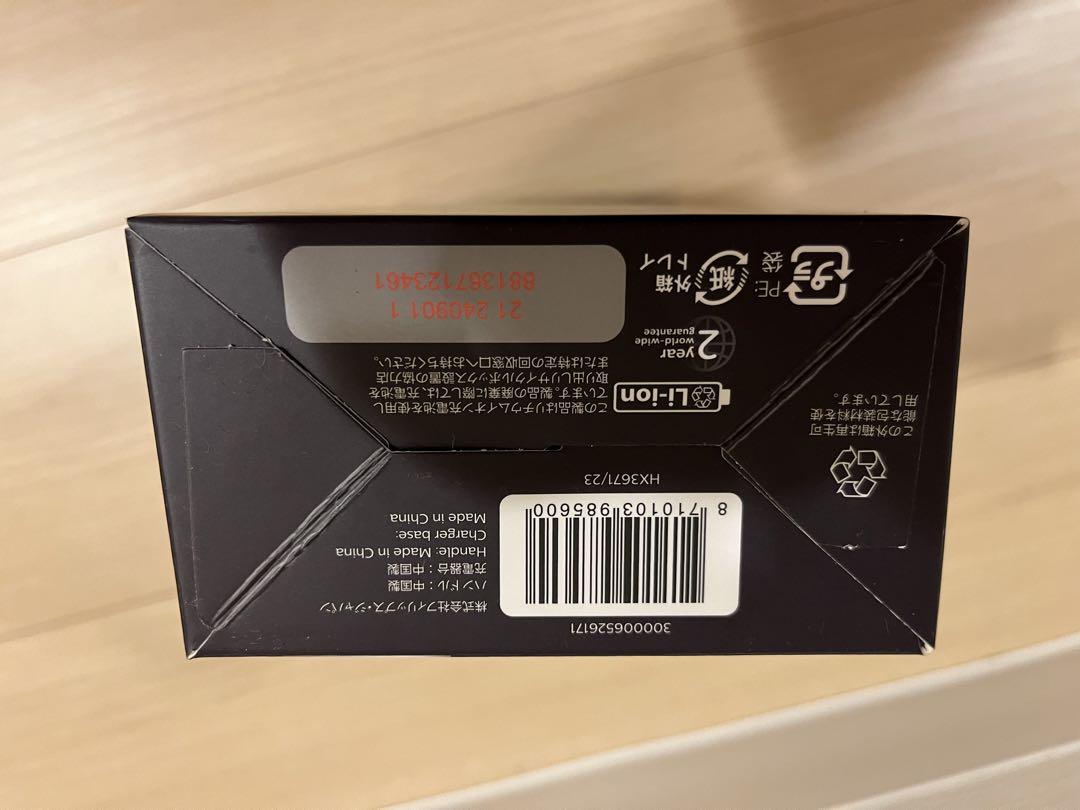 300006526171
8 710103 985600
HX3671/23
株式会社フィリップス・ジャパン
ハンドル：中国製
充電器台：中国製
Handle: Made in China
Charger base:
Made in China
この外箱は再生可
能な包装材料を使
用しています。
Li-ion
この製品はリチウムイオン充電池を使用し
ています。製品の廃棄に際しては、充電池を
取り出しリサイクルボックス設置の協力店
または特定の回収窓口へお持ちください。
2 year
world-wide
guarantee
プラ
PE:
袋
紙
外箱
トレイ
21 240901 1
881367123461